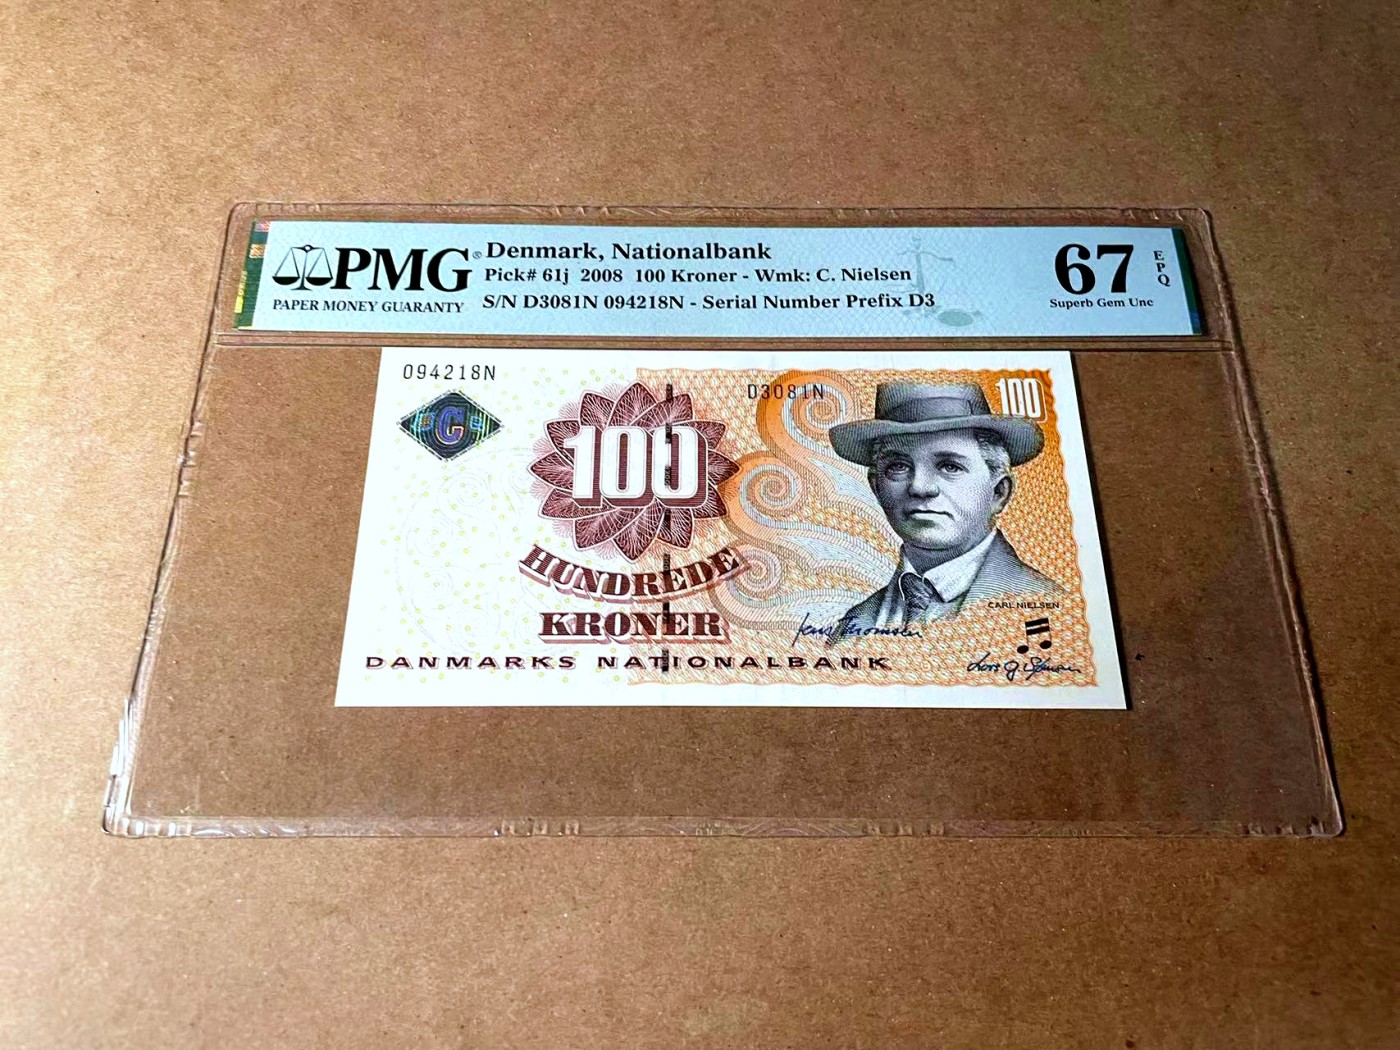 PMG®
PAPER MONEY GUARANTY
Denmark, Nationalbank
Pick# 61j 2008 100 Kroner - Wmk: C. Nielsen
S/N D3081N 094218N - Serial Number Prefix D3
67
EPQ
Superb Gem Unc
094218N
D3081N
100
C
100
HUNDREDE
KRONER
CARL NIELSEN
DANMARKS NATIONALBANK